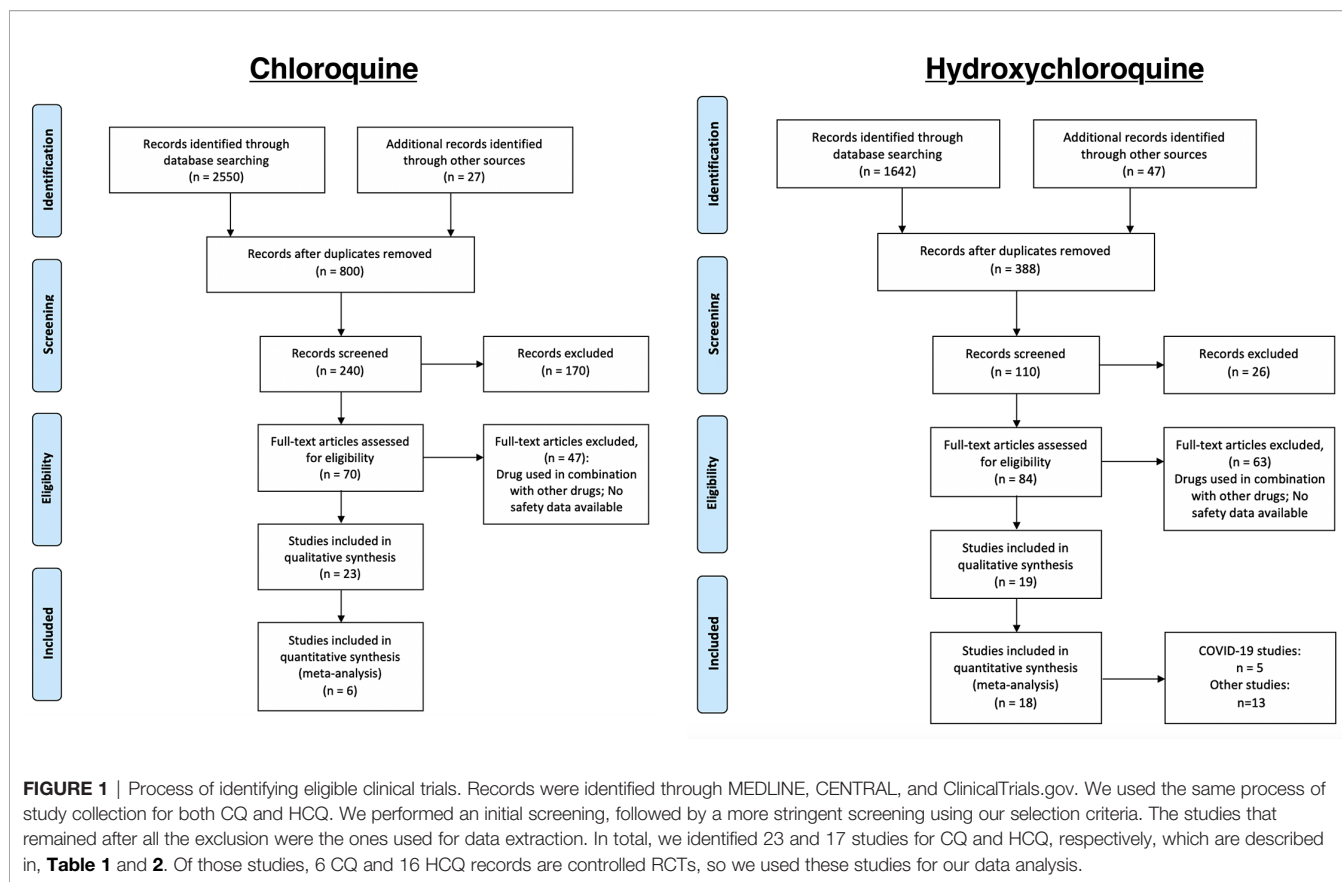 Chloroquine
Identification
Records identified through
database searching
(n = 2550)
Additional records identified
through other sources
(n = 27)
Records after duplicates removed
(n = 800)
Screening
Records screened
(n = 240)
Records excluded
(n = 170)
Eligibility
Full-text articles assessed
for eligibility
(n = 70)
Full-text articles excluded,
(n = 47):
Drug used in combination
with other drugs; No
safety data available
Studies included in
qualitative synthesis
(n = 23)
Included
Studies included in
quantitative synthesis
(meta-analysis)
(n = 6)
Hydroxychloroquine
Identification
Records identified through
database searching
(n = 1642)
Additional records identified
through other sources
(n = 47)
Records after duplicates removed
(n = 388)
Screening
Records screened
(n = 110)
Records excluded
(n = 26)
Eligibility
Full-text articles assessed
for eligibility
(n = 84)
Full-text articles excluded,
(n = 63)
Drugs used in combination
with other drugs; No
safety data available
Studies included in
qualitative synthesis
(n = 19)
Included
Studies included in
quantitative synthesis
(meta-analysis)
(n = 18)
COVID-19 studies:
n = 5
Other studies:
n=13
FIGURE 1 | Process of identifying eligible clinical trials. Records were identified through MEDLINE, CENTRAL, and ClinicalTrials.gov. We used the same process of
study collection for both CQ and HCQ. We performed an initial screening, followed by a more stringent screening using our selection criteria. The studies that
remained after all the exclusion were the ones used for data extraction. In total, we identified 23 and 17 studies for CQ and HCQ, respectively, which are described
in, Table 1 and 2. Of those studies, 6 CQ and 16 HCQ records are controlled RCTs, so we used these studies for our data analysis.